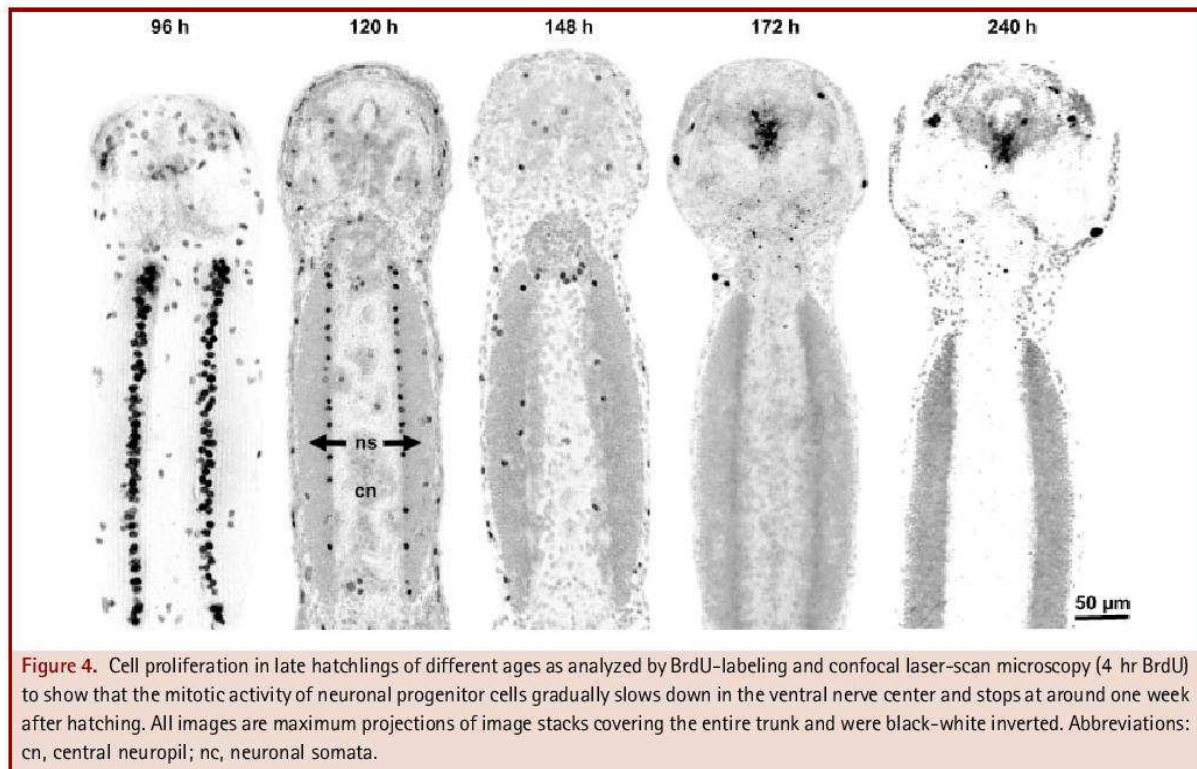 96 h 120 h 148 h 172 h 240 h
ns
cn
50 µm
Figure 4. Cell proliferation in late hatchlings of different ages as analyzed by BrdU-labeling and confocal laser-scan microscopy (4 hr BrdU)
to show that the mitotic activity of neuronal progenitor cells gradually slows down in the ventral nerve center and stops at around one week
after hatching. All images are maximum projections of image stacks covering the entire trunk and were black-white inverted. Abbreviations:
cn, central neuropil; nc, neuronal somata.